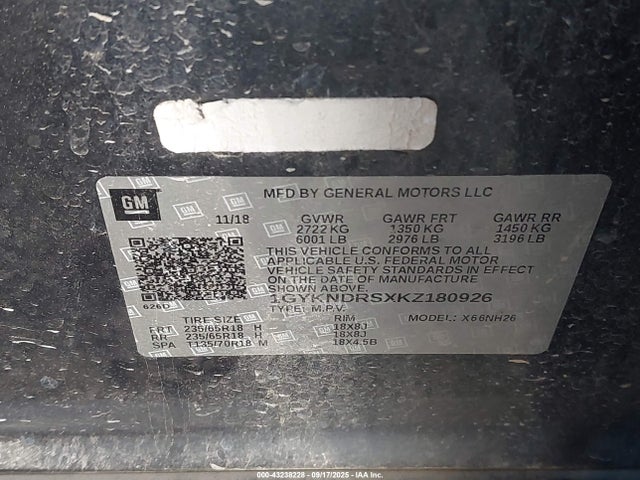 GM
MFD BY GENERAL MOTORS LLC
11/18 GVWR GAWR FRT GAWR RR
2722 KG 1350 KG 1450 KG
6001 LB 2976 LB 3196 LB
THIS VEHICLE CONFORMS TO ALL
APPLICABLE U.S. FEDERAL MOTOR
VEHICLE SAFETY STANDARDS IN EFFECT
ON THE DATE OF MANUFACTURE
SHOWN ABOVE.
1GYKNDRSXKZ180926
TYPE: M.P.V. MODEL: X66NH26
TIRE SIZE RIM
FRT 235/65R18 H 18X8J
RR 235/65R18 H 18X8J
SPA T135/70R18 M 18X4.5B
000-43238228 - 09/17/2025 - IAA Inc.